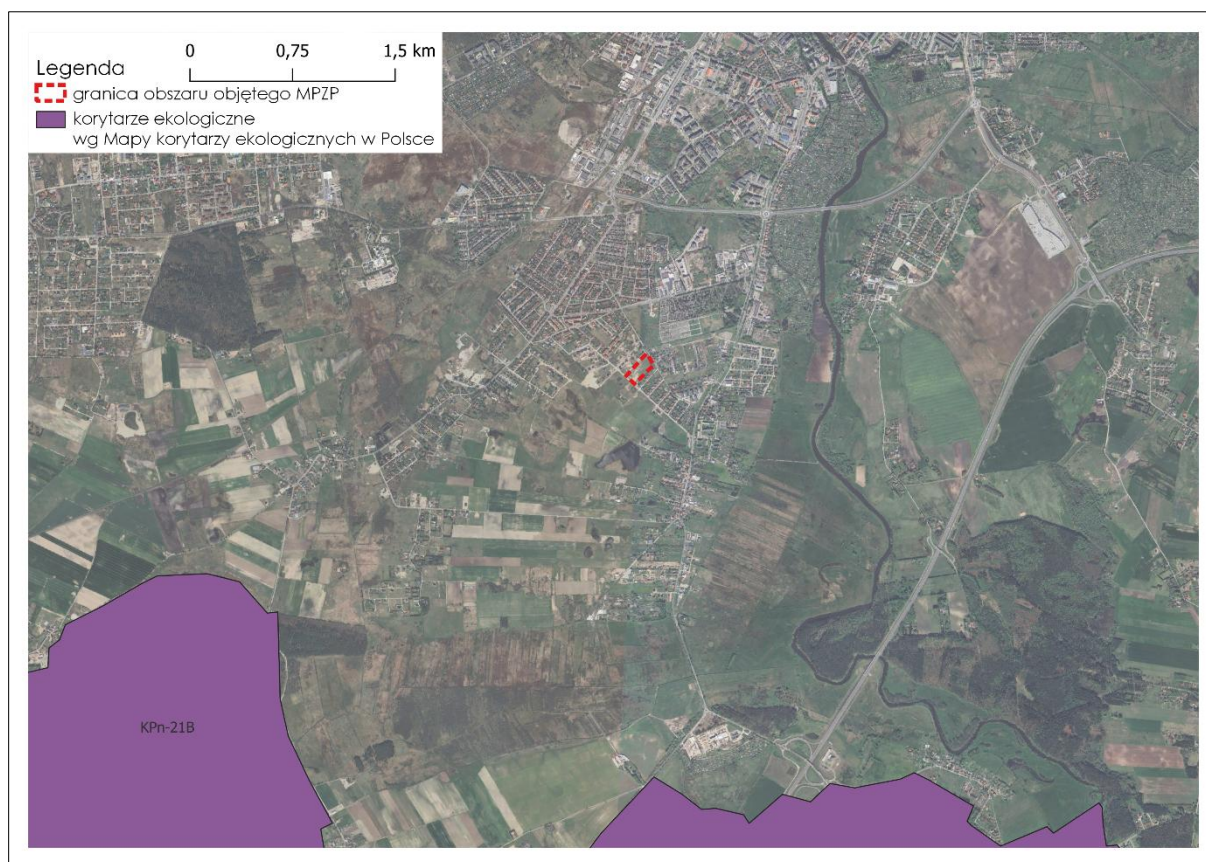 0 0,75 1,5 km
Legenda
granica obszaru objętego MPZP
korytarze ekologiczne
wg Mapy korytarzy ekologicznych w Polsce
KPn-21B